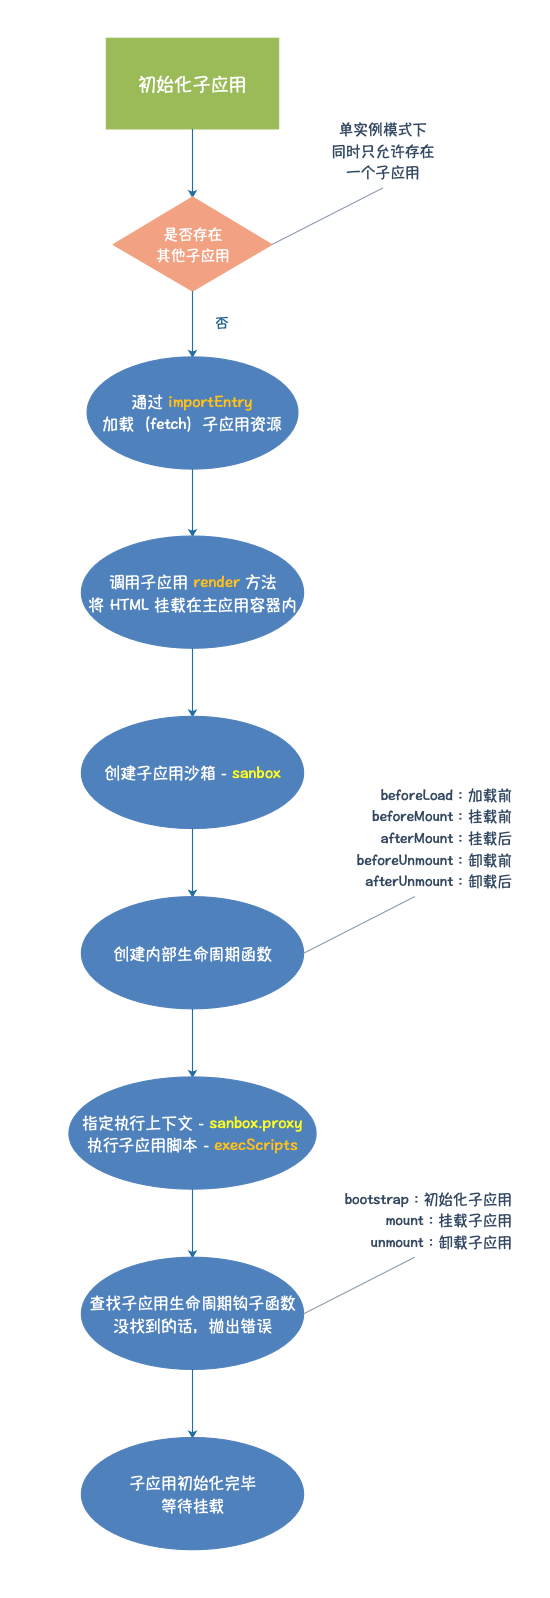 初始化子应用
单实例模式下
同时只允许存在
一个子应用
是否存在
其他子应用
否
通过 importEntry
加载（fetch）子应用资源
调用子应用 render 方法
将 HTML 挂载在主应用容器内
创建子应用沙箱 - sanbox
beforeLoad：加载前
beforeMount：挂载前
afterMount：挂载后
beforeUnmount：卸载前
afterUnmount：卸载后
创建内部生命周期函数
指定执行上下文 - sanbox.proxy
执行子应用脚本 - execScripts
bootstrap：初始化子应用
mount：挂载子应用
unmount：卸载子应用
查找子应用生命周期钩子函数
没找到的话，抛出错误
子应用初始化完毕
等待挂载